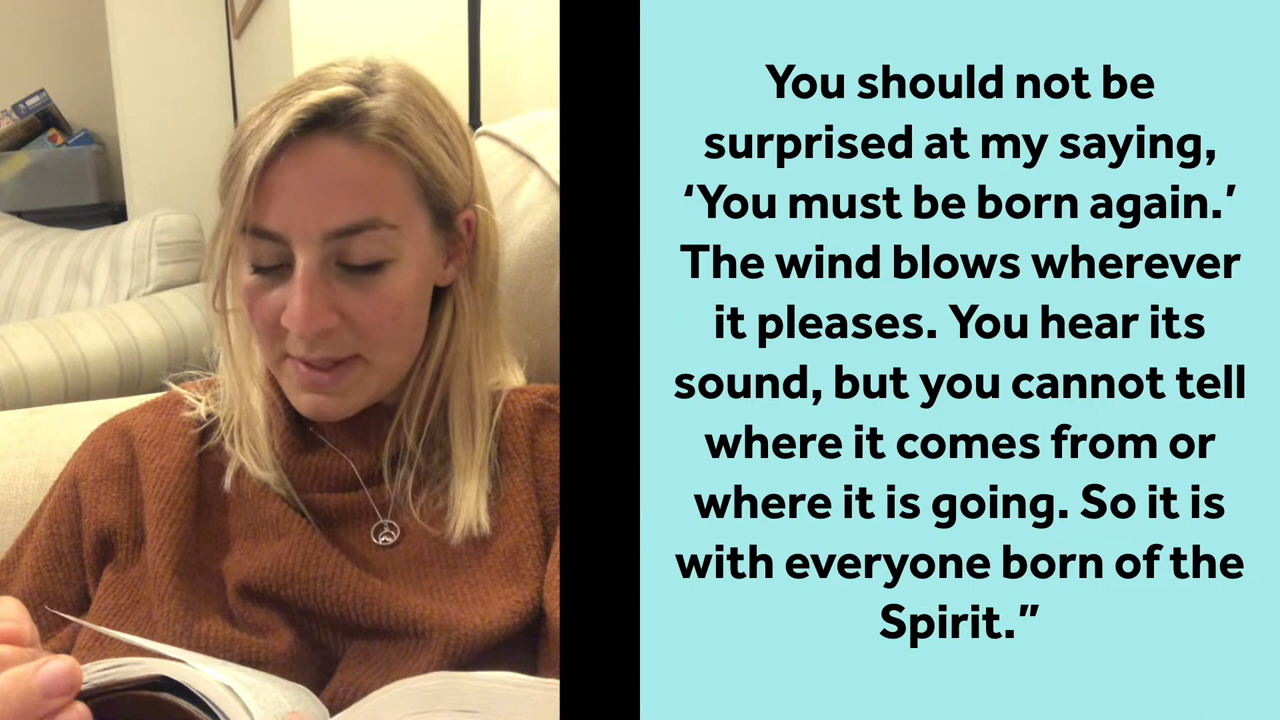 You should not be
surprised at my saying,
‘You must be born again.’
The wind blows wherever
it pleases. You hear its
sound, but you cannot tell
where it comes from or
where it is going. So it is
with everyone born of the
Spirit.”